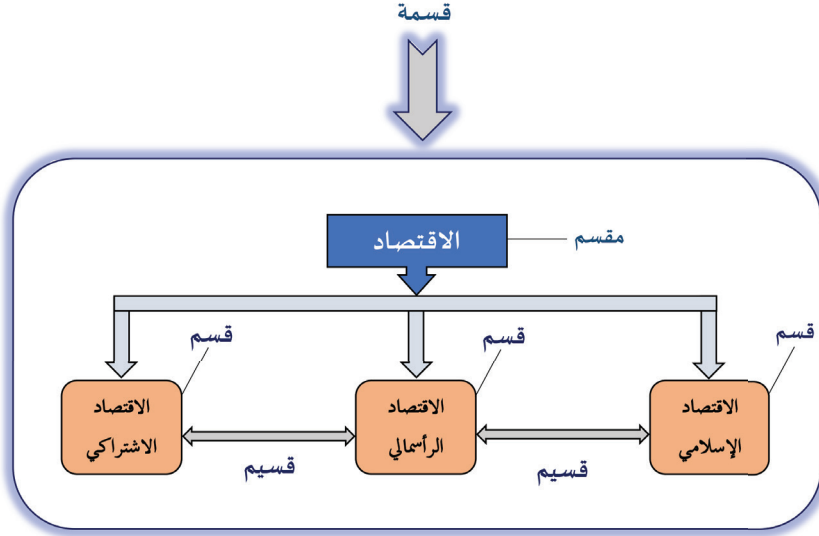 قسمة
الاقتصاد
مقسم
قسم
قسم
قسم
الاقتصاد
الإسلامي
الاقتصاد
الرأسمالي
الاقتصاد
الاشتراكي
قسيم
قسيم